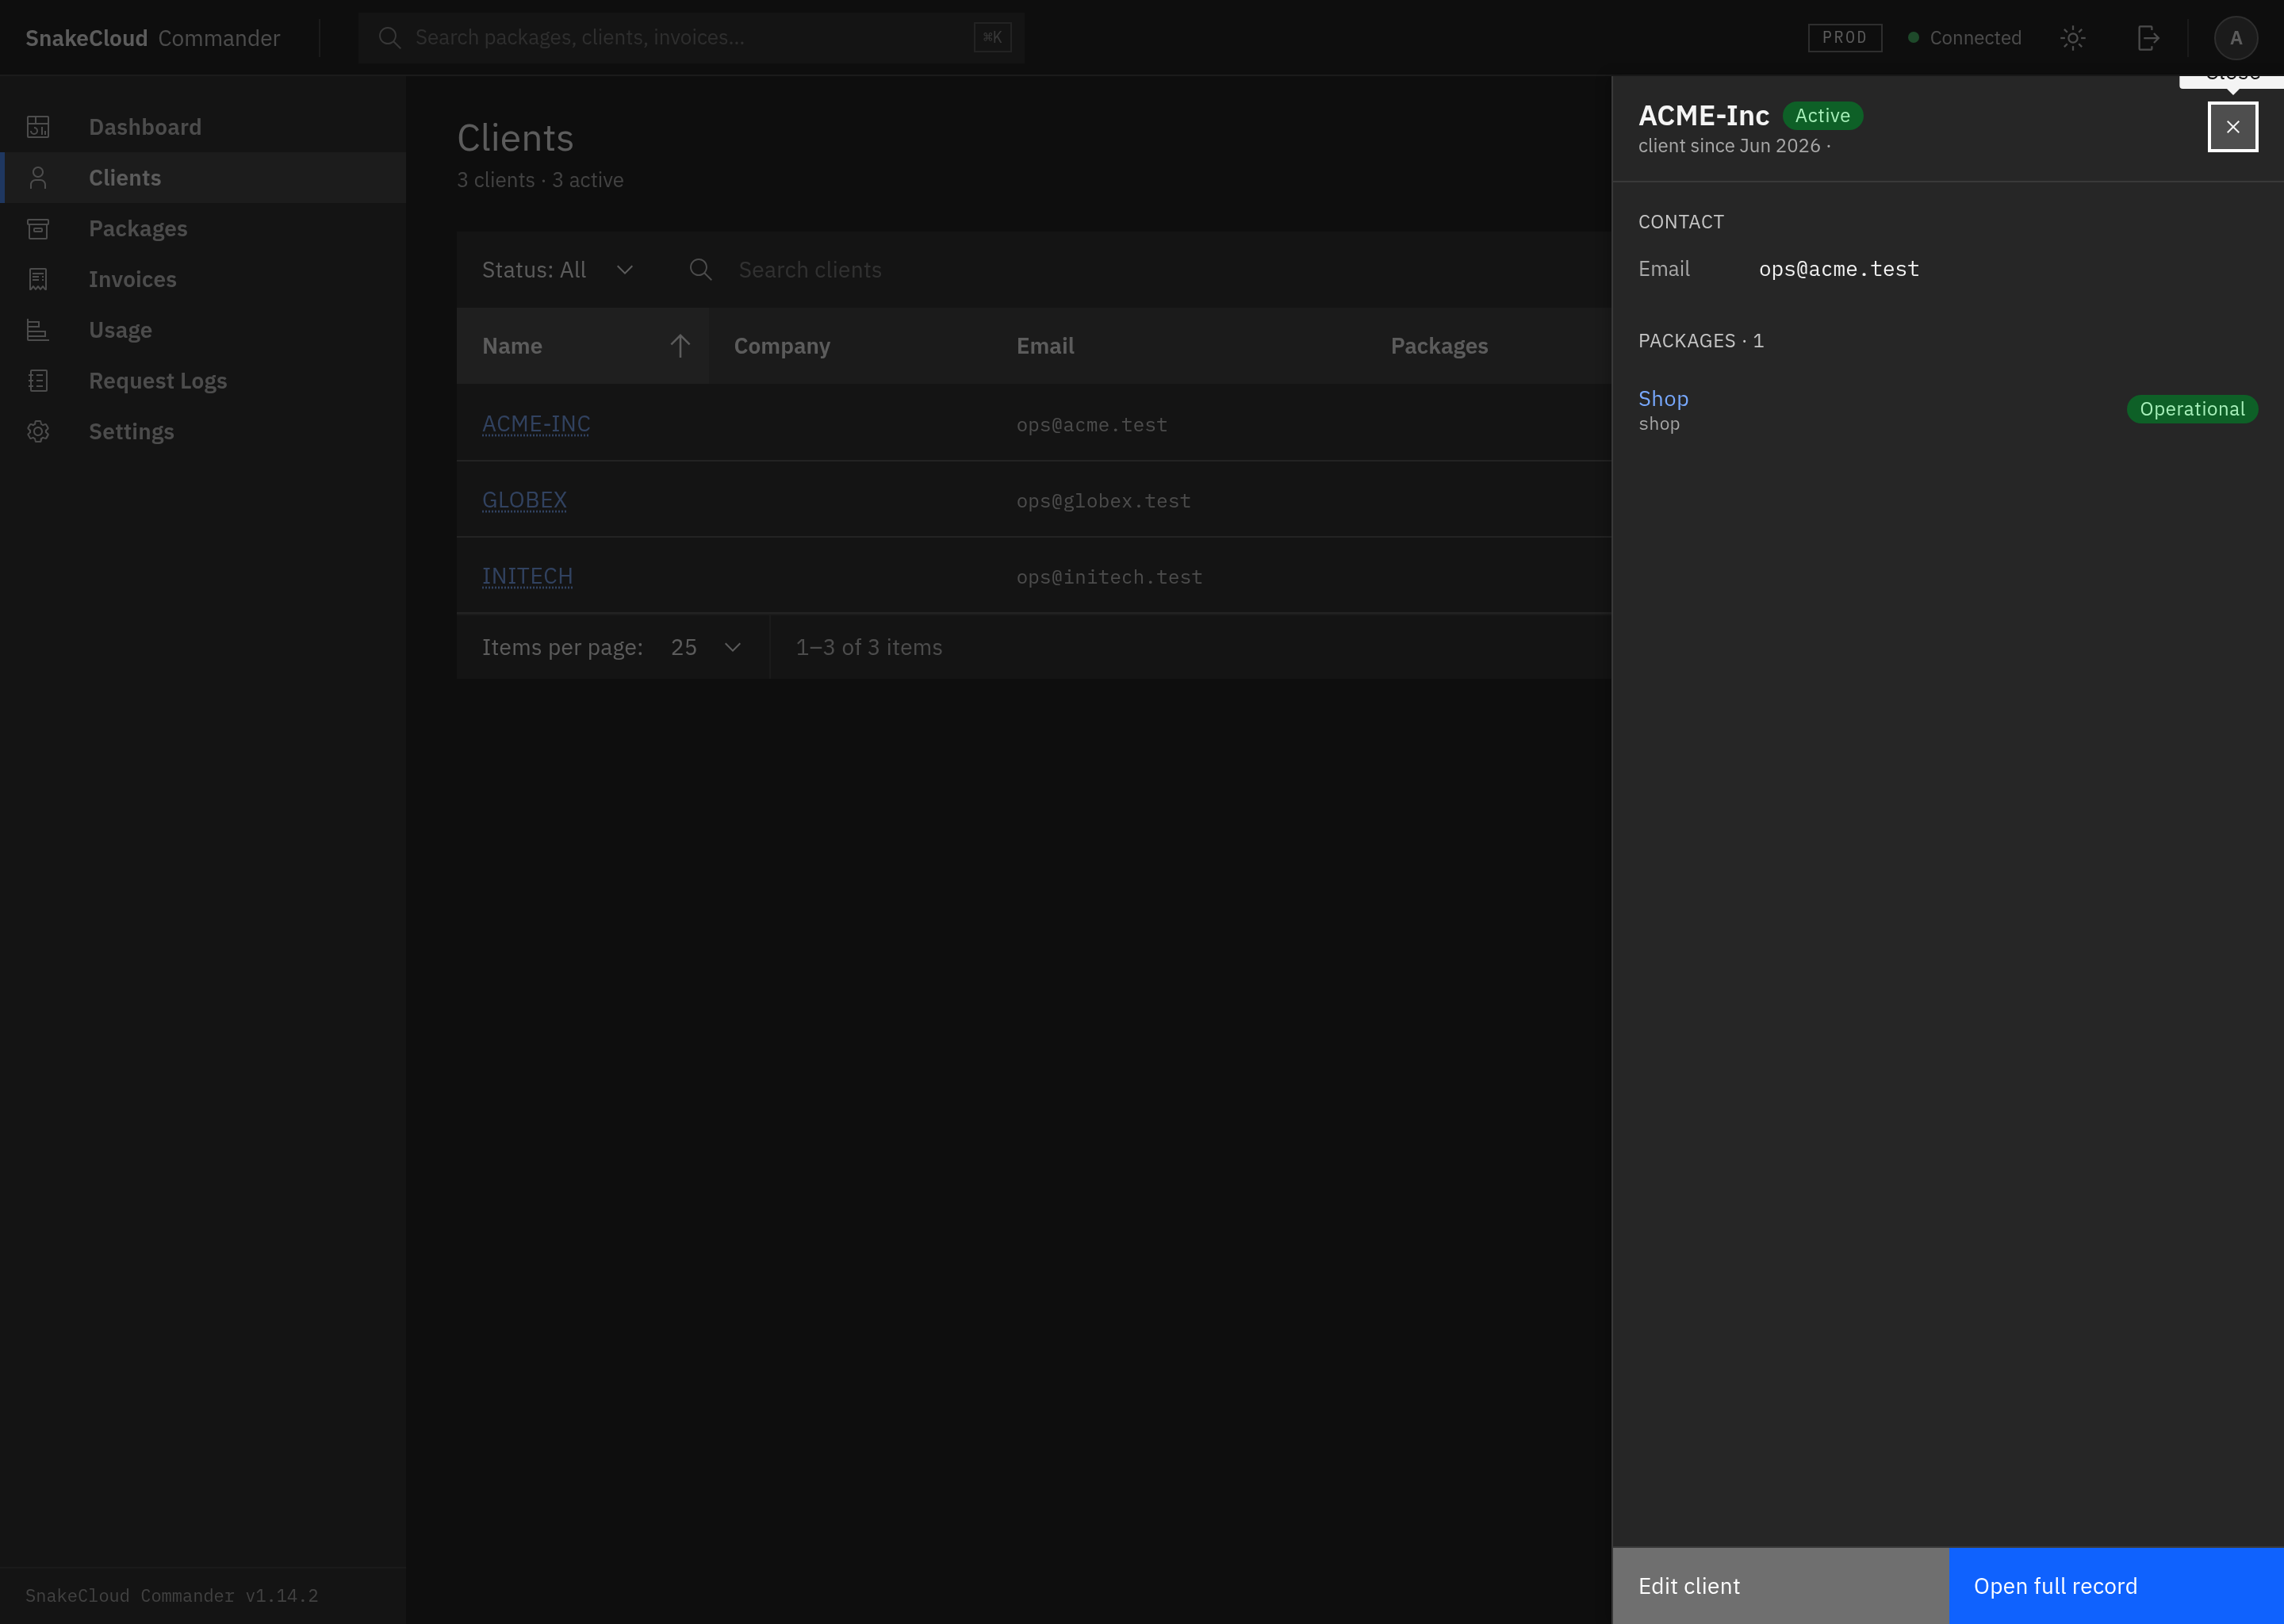 SnakeCloud Commander
Search packages, clients, invoices...
⌘K
PROD
Connected
A
Dashboard
Clients
Packages
Invoices
Usage
Request Logs
Settings
SnakeCloud Commander v1.14.2
Clients
3 clients · 3 active
Status: All
Search clients
Name Company Email Packages
ACME-INC ops@acme.test
GLOBEX ops@globex.test
INITECH ops@initech.test
Items per page: 25 1–3 of 3 items
ACME-Inc Active
client since Jun 2026 ·
CONTACT
Email ops@acme.test
PACKAGES · 1
Shop
shop
Operational
Edit client
Open full record